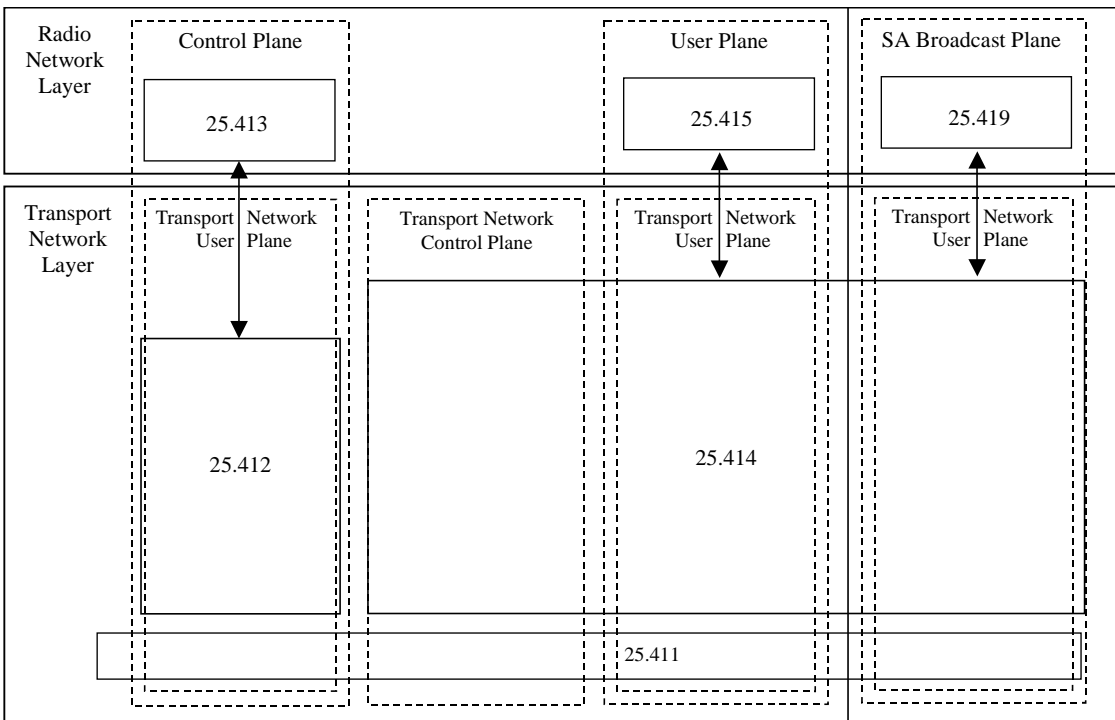 Radio
Network
Layer
Control Plane
User Plane
SA Broadcast Plane
25.413
25.415
25.419
Transport
Network
Layer
Transport Network
User Plane
Transport Network
Control Plane
Transport Network
User Plane
Transport Network
User Plane
25.412
25.414
25.411